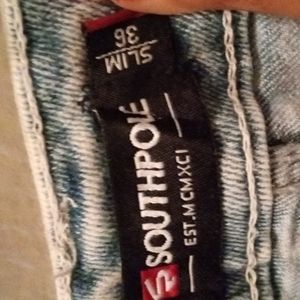 SOUTHPOLE
EST. MCMXCI
SLIM
36